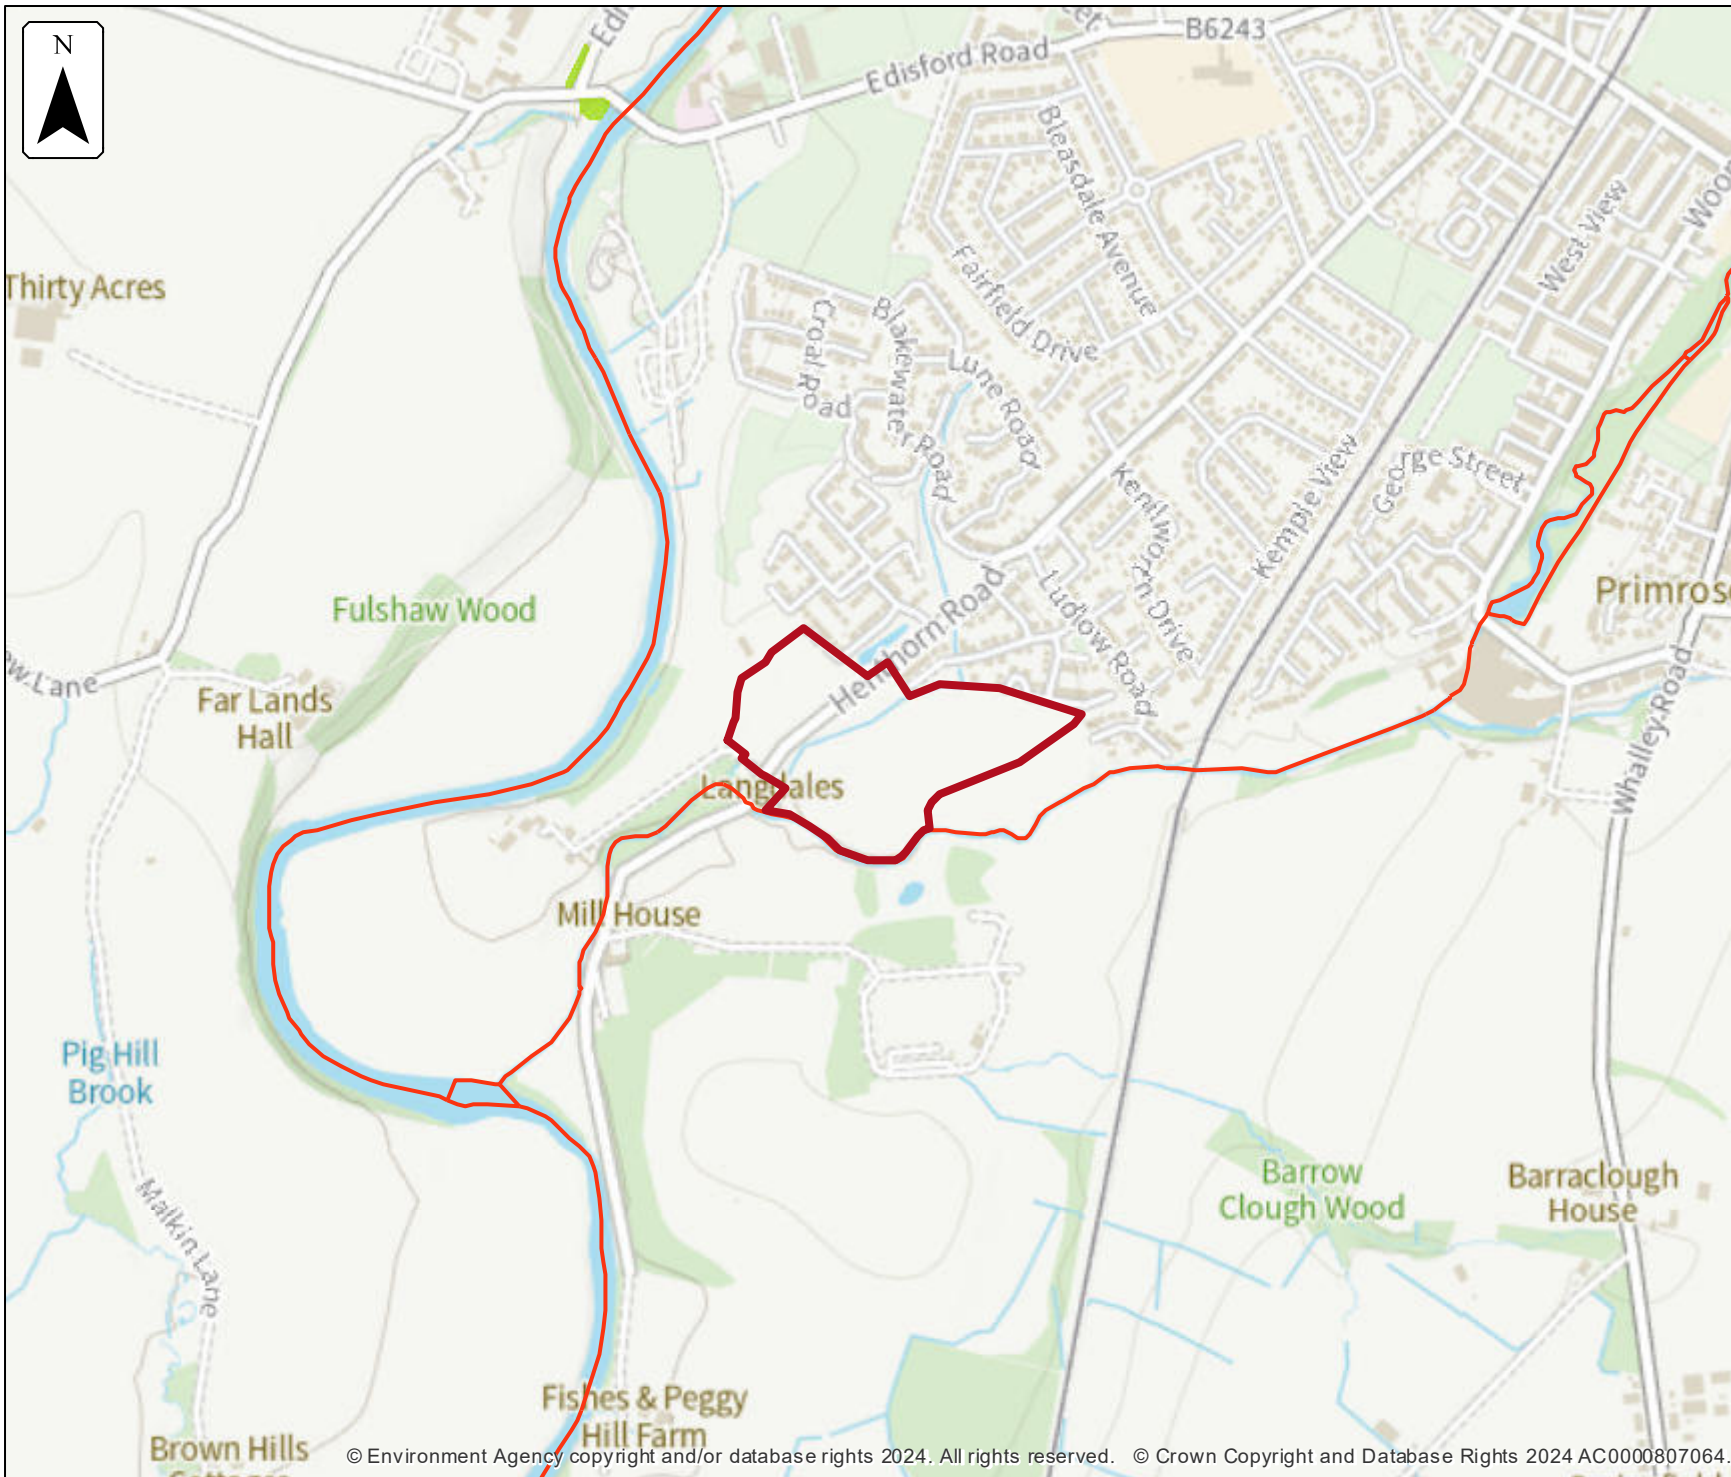 N
B6243
Edisford Road
Bleasdale Avenue
West View
Thirty Acres
Fairfield Drive
Croal
Road
Blakewater Road
Lune Road
George Street
Kemple View
Kenilworth Drive
Primros
Fulshaw Wood
Ludlow Road
Henthorn Road
ew Lane
Far Lands
Hall
Whalley Road
Langdales
Mill House
Pig Hill
Brook
Malkin Lane
Barrow
Clough Wood
Barraclough
House
Fishes & Peggy
Hill Farm
Brown Hills
© Environment Agency copyright and/or database rights 2024. All rights reserved.   © Crown Copyright and Database Rights 2024 AC0000807064.